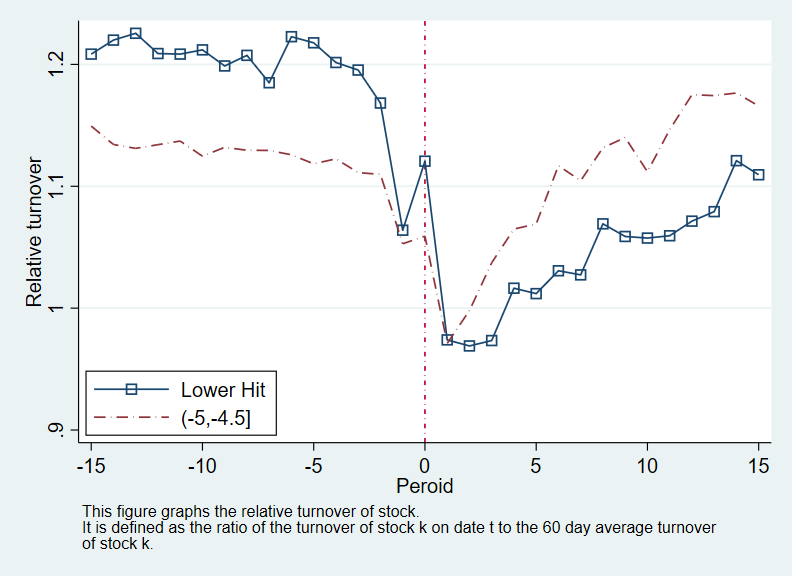 Relative turnover
1.2
1.1
1
.9
Lower Hit
(-5,-4.5]
-15 -10 -5 0 5 10 15
Peroid
This figure graphs the relative turnover of stock.
It is defined as the ratio of the turnover of stock k on date t to the 60 day average turnover
of stock k.